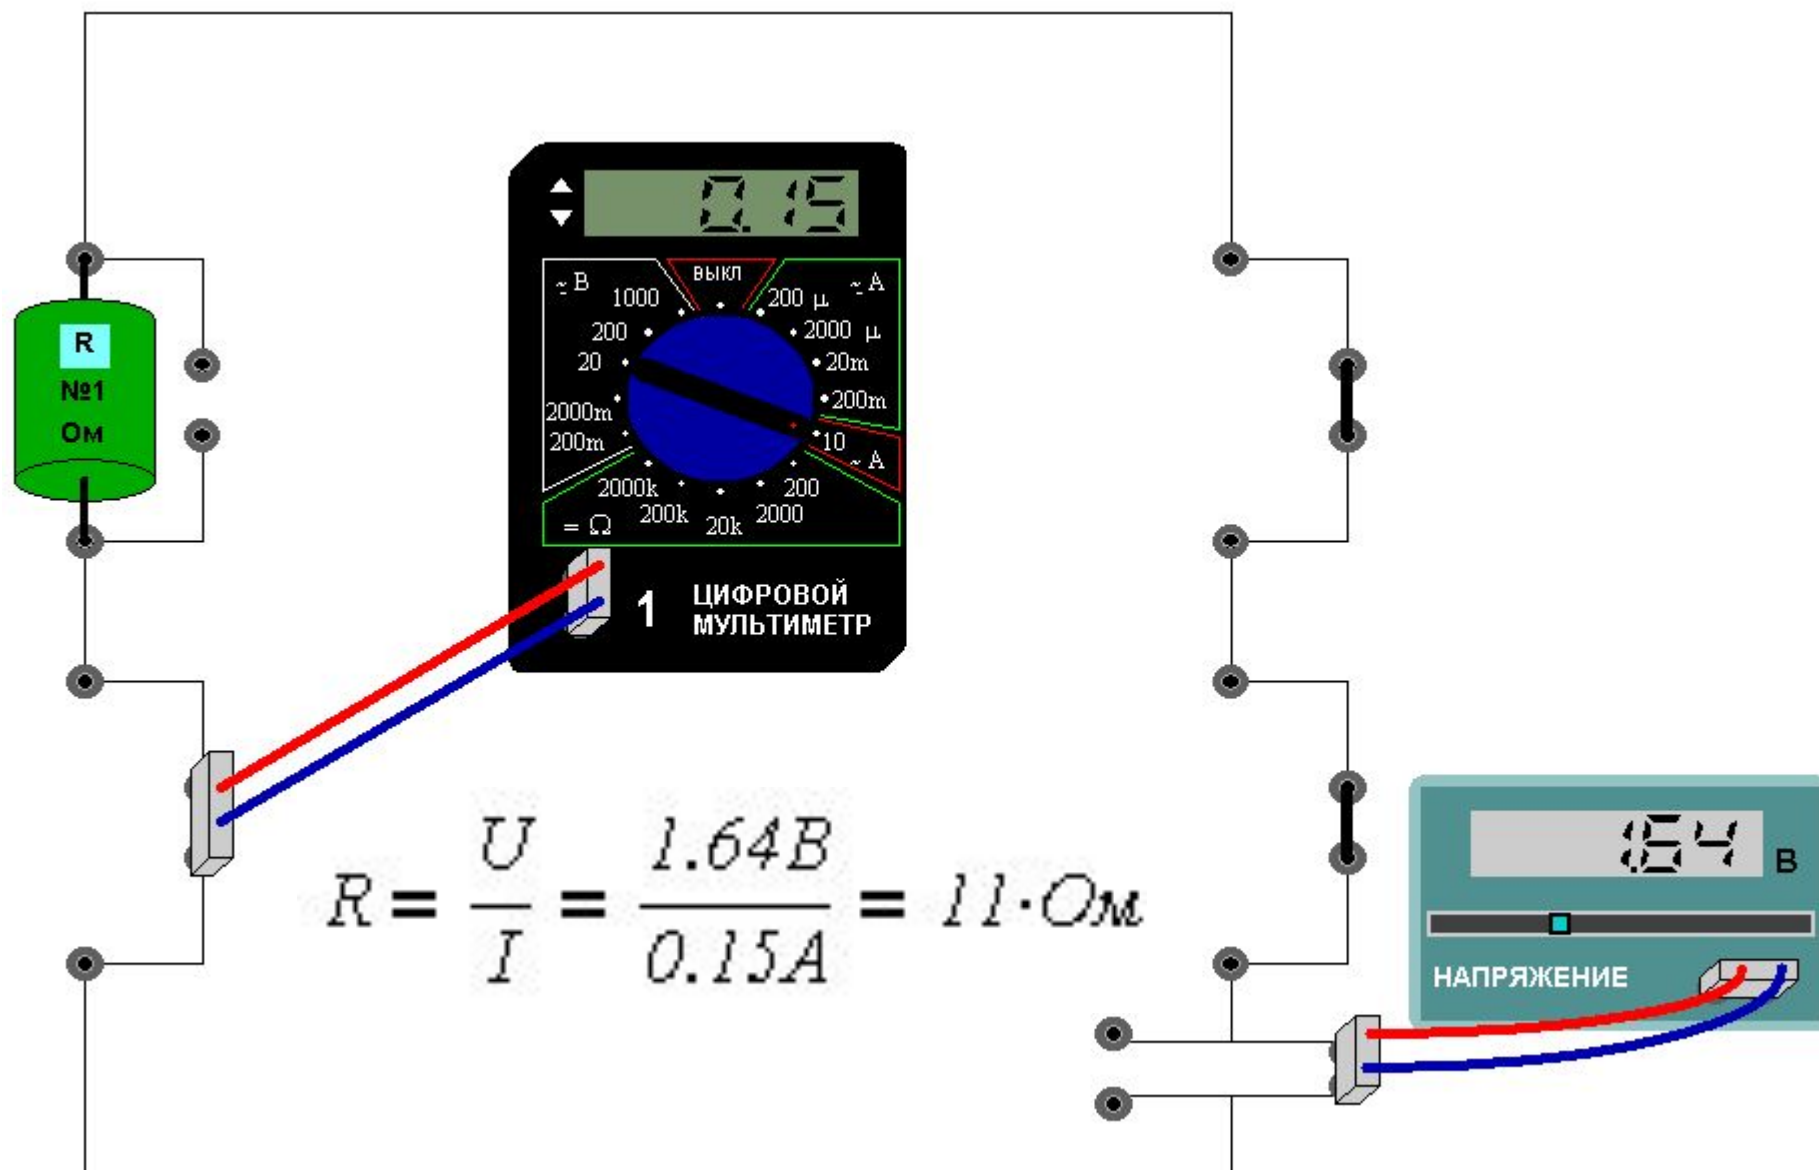 0.15
ВЫКЛ
~ В
~ А
1000
200 μ
200
2000 μ
20
20m
2000m
200m
200m
10
~ А
2000k
200
200k
20k
2000
= Ω
1
ЦИФРОВОЙ
МУЛЬТИМЕТР
R
№1
Ом
R = U/I = 1.64В/0.15А = 11·Ом
1.64 В
НАПРЯЖЕНИЕ